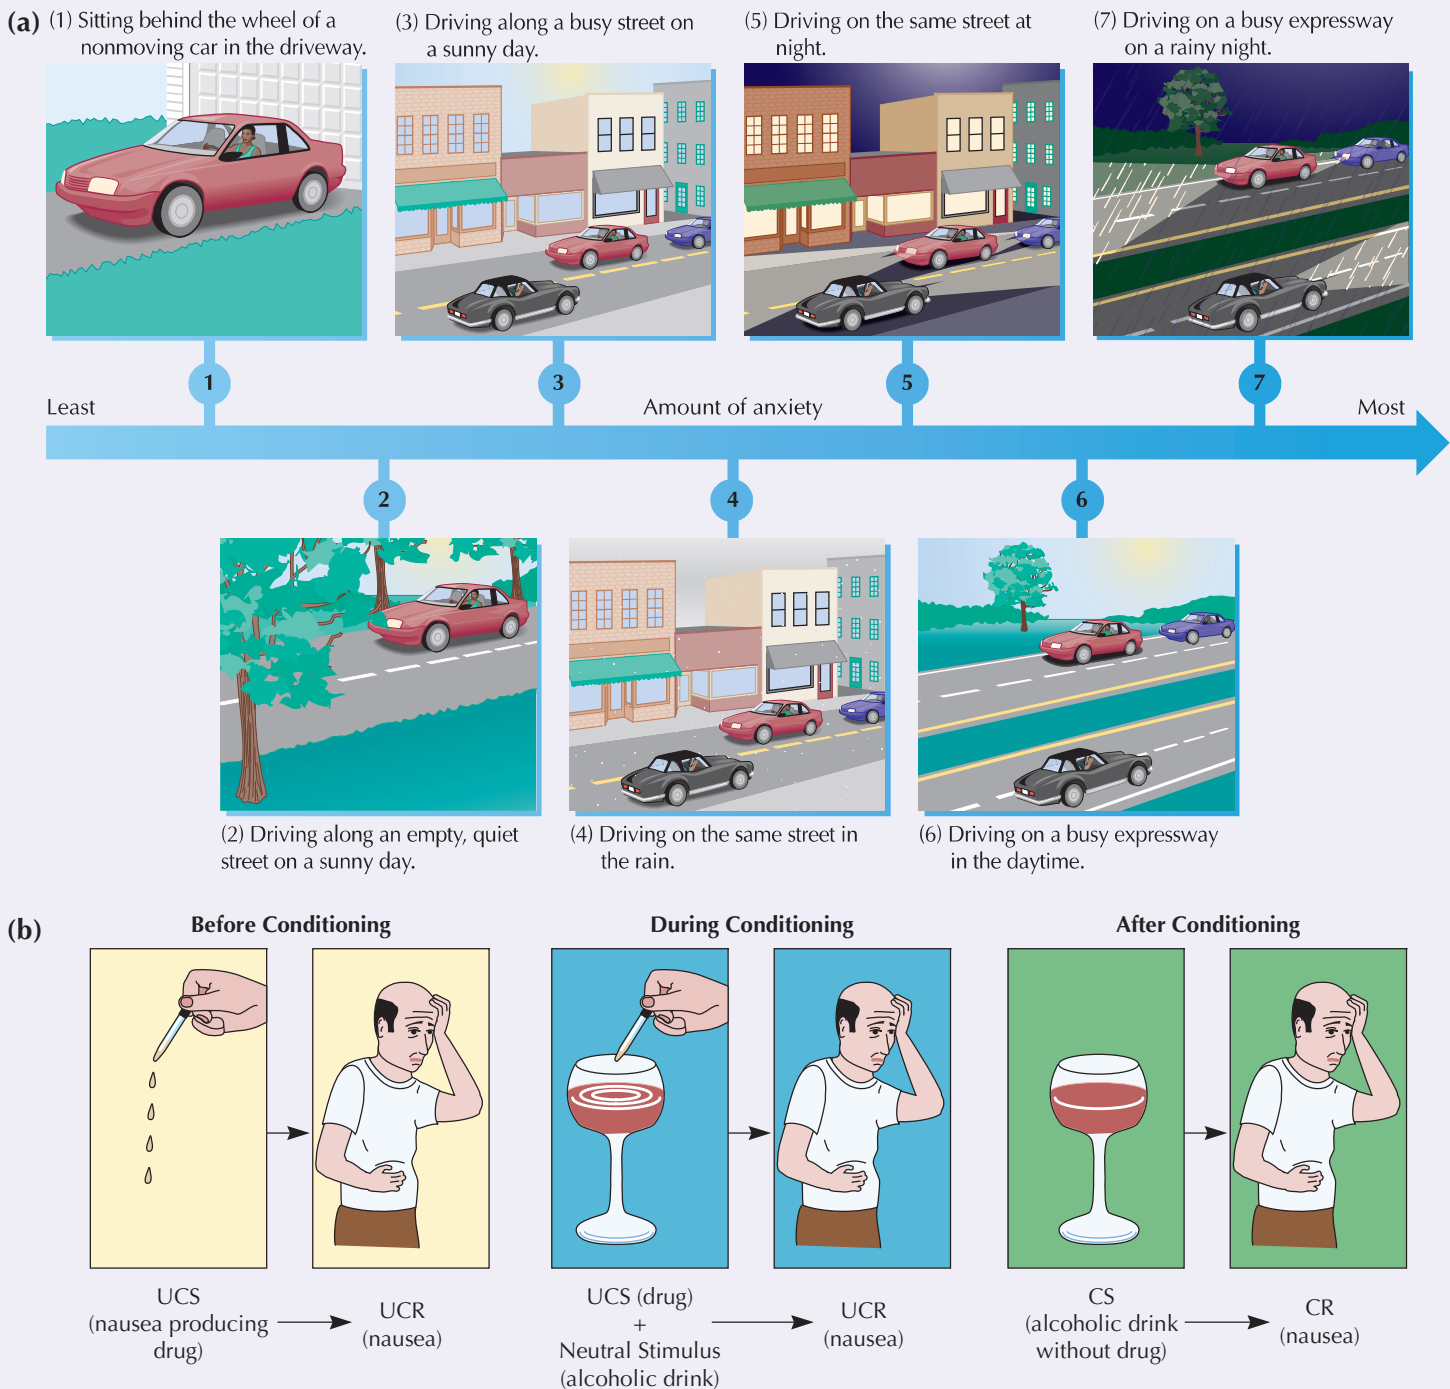 (a)
(1) Sitting behind the wheel of a
nonmoving car in the driveway.
(3) Driving along a busy street on
a sunny day.
(5) Driving on the same street at
night.
(7) Driving on a busy expressway
on a rainy night.
1
3
5
7
Least
Amount of anxiety
Most
2
4
6
(2) Driving along an empty, quiet
street on a sunny day.
(4) Driving on the same street in
the rain.
(6) Driving on a busy expressway
in the daytime.
(b)
Before Conditioning
During Conditioning
After Conditioning
UCS
(nausea producing
drug)
UCR
(nausea)
UCS (drug)
+
Neutral Stimulus
(alcoholic drink)
UCR
(nausea)
CS
(alcoholic drink
without drug)
CR
(nausea)